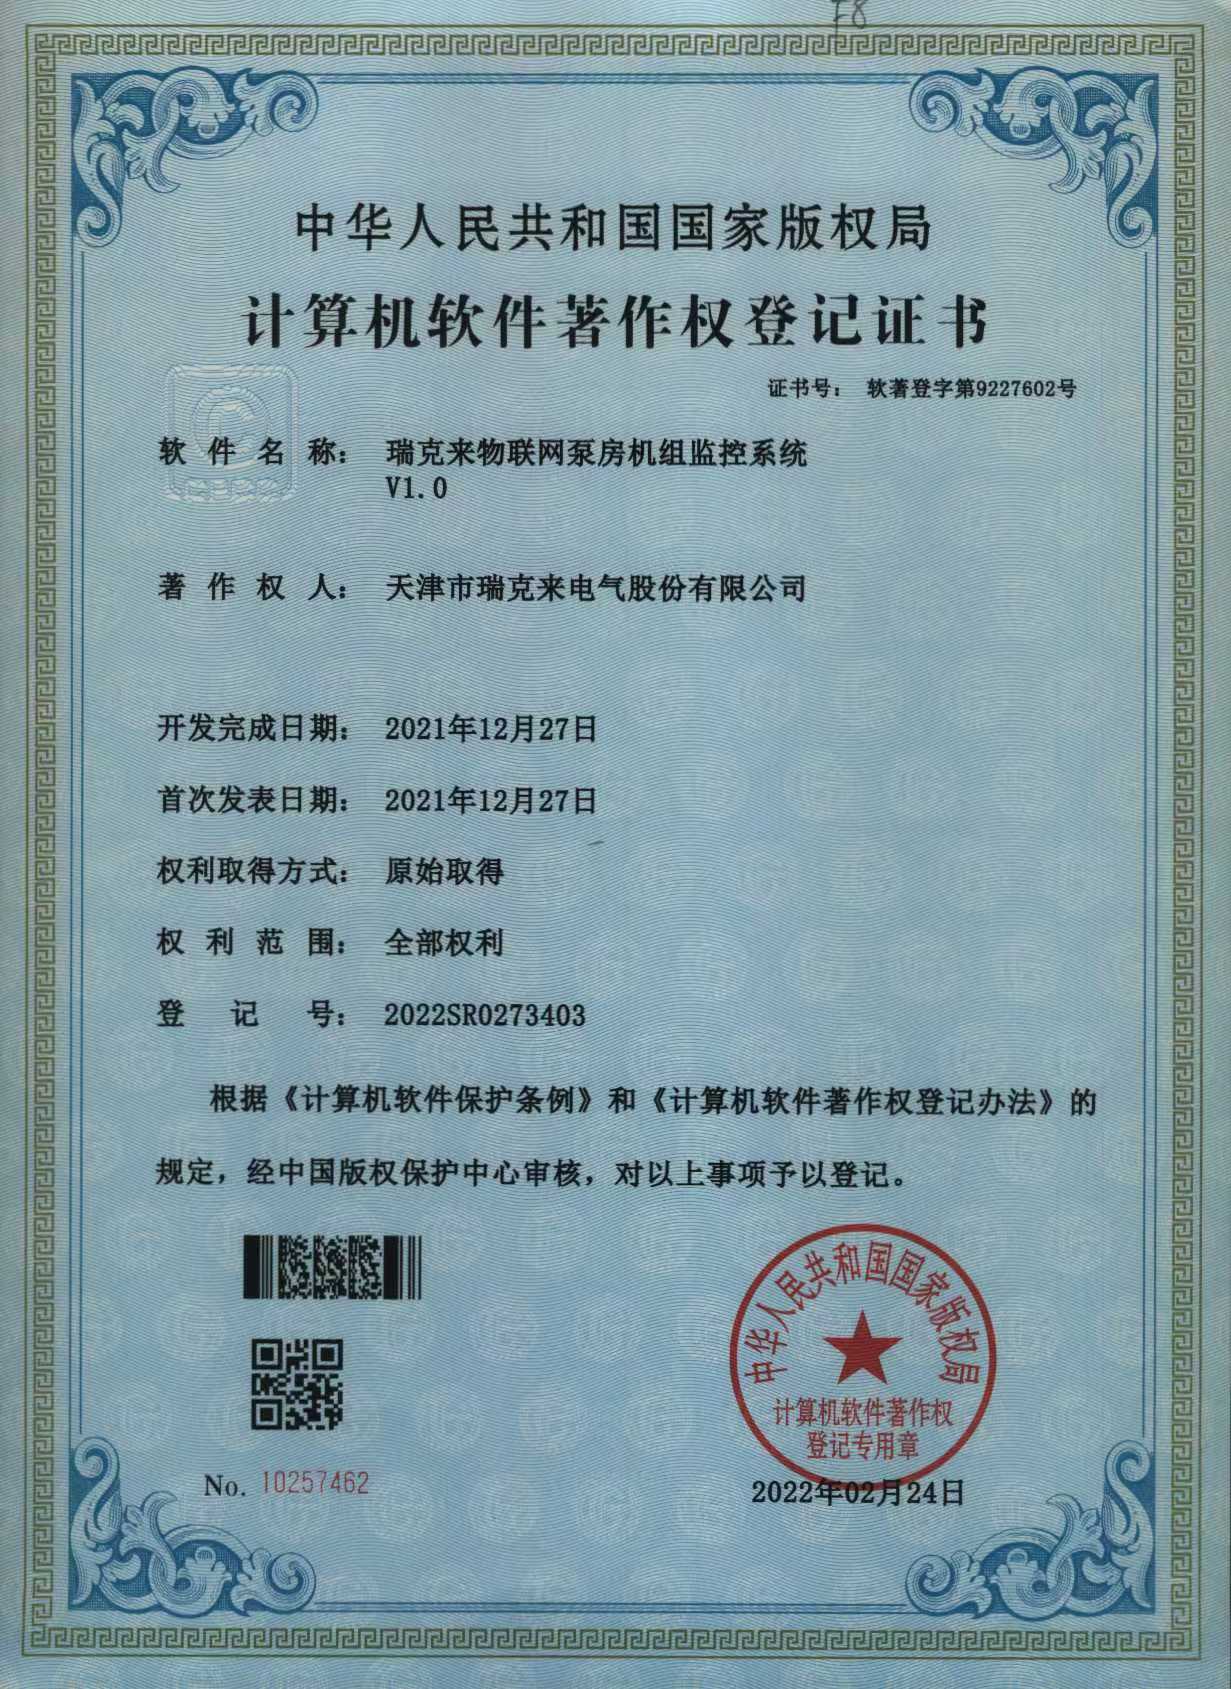 F8
中华人民共和国国家版权局
计算机软件著作权登记证书
证书号： 软著登字第9227602号
软件名称： 瑞克来物联网泵房机组监控系统
V1.0
著作权人： 天津市瑞克来电气股份有限公司
开发完成日期： 2021年12月27日
首次发表日期： 2021年12月27日
权利取得方式： 原始取得
权利范围： 全部权利
登记号： 2022SR0273403
根据《计算机软件保护条例》和《计算机软件著作权登记办法》的
规定，经中国版权保护中心审核，对以上事项予以登记。
中华人民共和国国家版权局
计算机软件著作权
登记专用章
No. 10257462
2022年02月24日